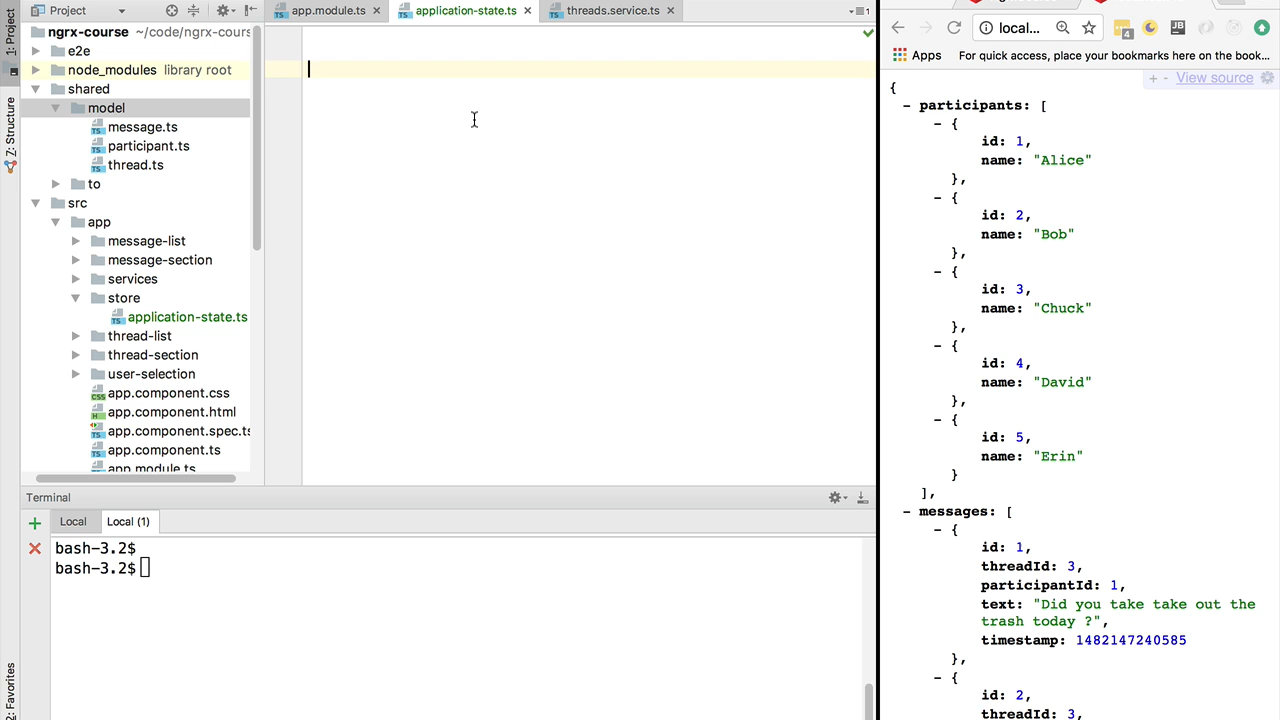 1: Project
Z: Structure
2: Favorites
Project
ngrx-course ~/code/ngrx-cours
e2e
node_modules library root
shared
model
message.ts
participant.ts
thread.ts
to
src
app
message-list
message-section
services
store
application-state.ts
thread-list
thread-section
user-selection
app.component.css
app.component.html
app.component.spec.ts
app.component.ts
app.module.ts
app.module.ts
application-state.ts
threads.service.ts
Terminal
Local
Local (1)
bash-3.2$
bash-3.2$
local...
4
JB
Apps
For quick access, place your bookmarks here on the book...
+ - View source
{
- participants: [
- {
id: 1,
name: "Alice"
},
- {
id: 2,
name: "Bob"
},
- {
id: 3,
name: "Chuck"
},
- {
id: 4,
name: "David"
},
- {
id: 5,
name: "Erin"
}
],
- messages: [
- {
id: 1,
threadId: 3,
participantId: 1,
text: "Did you take take out the
trash today ?",
timestamp: 1482147240585
},
- {
id: 2,
threadId: 3,